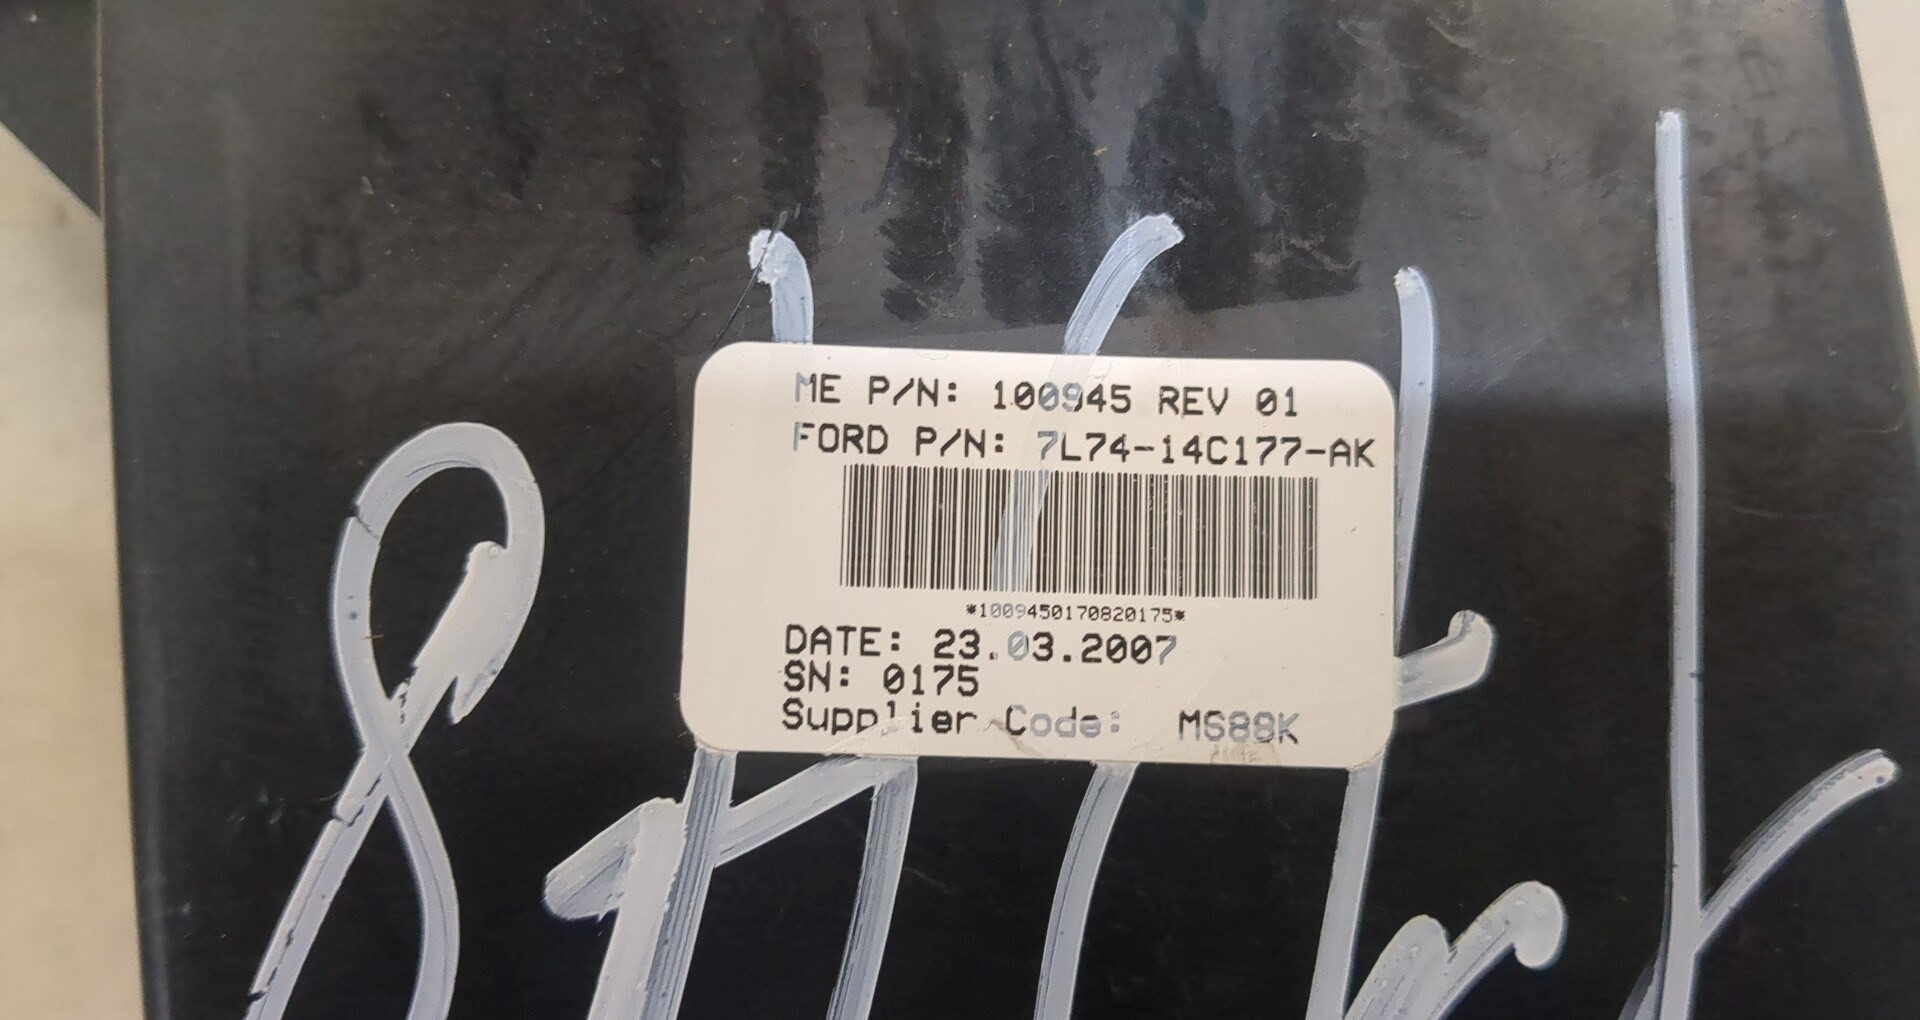 ME P/N: 100945 REV 01
FORD P/N: 7L74-14C177-AK
*1009450170820175*
DATE: 23.03.2007
SN: 0175
Supplier Code: MS88K